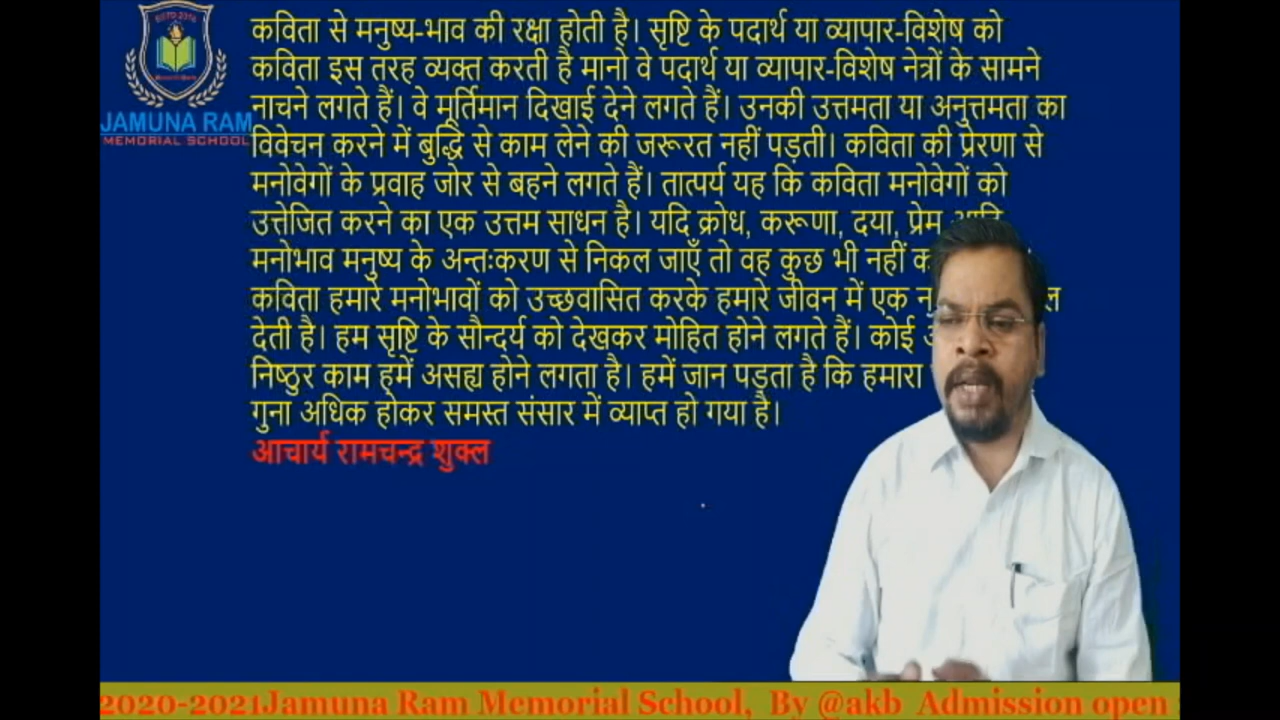 ESTD-2016
JAMUNA RAM
MEMORIAL SCHOOL
कविता से मनुष्य-भाव की रक्षा होती है। सृष्टि के पदार्थ या व्यापार-विशेष को
कविता इस तरह व्यक्त करती है मानो वे पदार्थ या व्यापार-विशेष नेत्रों के सामने
नाचने लगते हैं। वे मूर्तिमान दिखाई देने लगते हैं। उनकी उत्तमता या अनुत्तमता का
विवेचन करने में बुद्धि से काम लेने की जरूरत नहीं पड़ती। कविता की प्रेरणा से
मनोवेगों के प्रवाह जोर से बहने लगते हैं। तात्पर्य यह कि कविता मनोवेगों को
उत्तेजित करने का एक उत्तम साधन है। यदि क्रोध, करूणा, दया, प्रेम आदि
मनोभाव मनुष्य के अन्तःकरण से निकल जाएँ तो वह कुछ भी नहीं
कविता हमारे मनोभावों को उच्छवासित करके हमारे जीवन में एक
देती है। हम सृष्टि के सौन्दर्य को देखकर मोहित होने लगते हैं। कोई
निष्ठुर काम हमें असह्य होने लगता है। हमें जान पड़ता है कि हमारा
गुना अधिक होकर समस्त संसार में व्याप्त हो गया है।
आचार्य रामचन्द्र शुक्ल
2020-2021Jamuna Ram Memorial School, By @akb Admission open